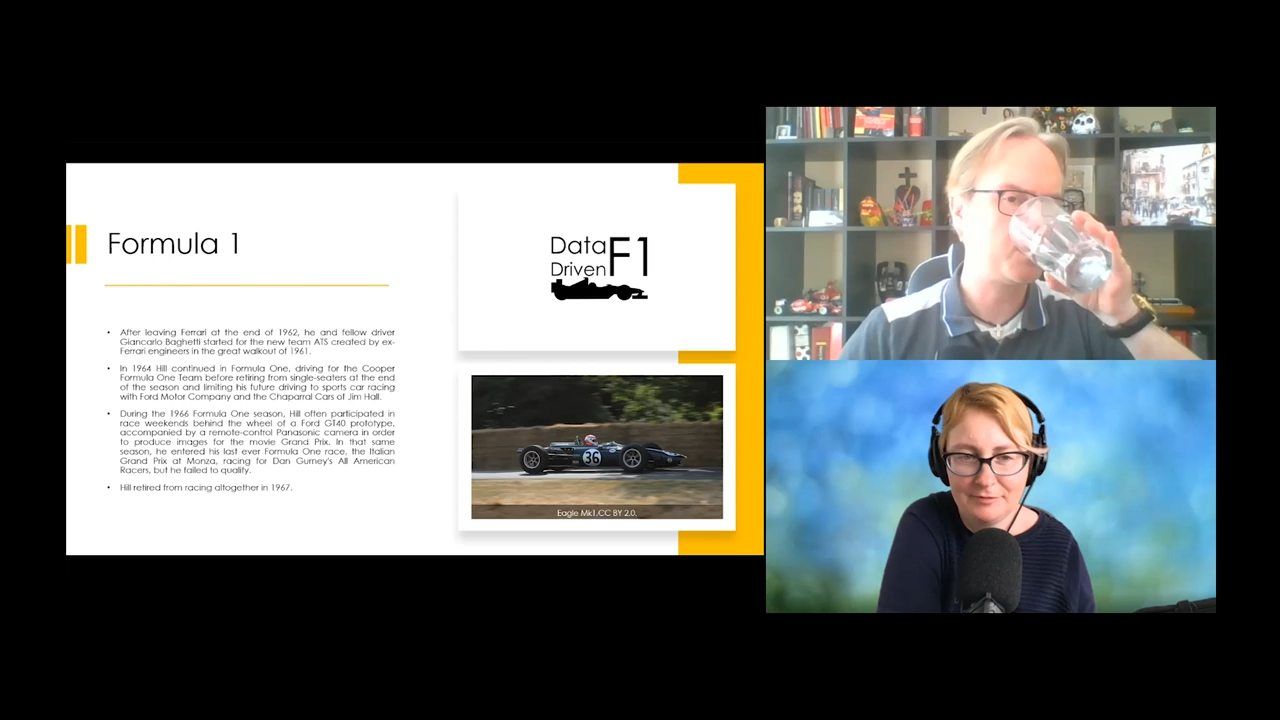 Formula 1
• After leaving Ferrari at the end of 1962, he and fellow driver
Giancarlo Baghetti started for the new team ATS created by ex-
Ferrari engineers in the great walkout of 1961.
• In 1964 Hill continued in Formula One, driving for the Cooper
Formula One Team before retiring from single-seaters at the end
of the season and limiting his future driving to sports car racing
with Ford Motor Company and the Chaparral Cars of Jim Hall.
• During the 1966 Formula One season, Hill often participated in
race weekends behind the wheel of a Ford GT40 prototype,
accompanied by a remote-control Panasonic camera in order
to produce images for the movie Grand Prix. In that same
season, he entered his last ever Formula One race, the Italian
Grand Prix at Monza, racing for Dan Gurney's All American
Racers, but he failed to qualify.
• Hill retired from racing altogether in 1967.
Data
Driven
F1
36
Eagle Mk1,CC BY 2.0.